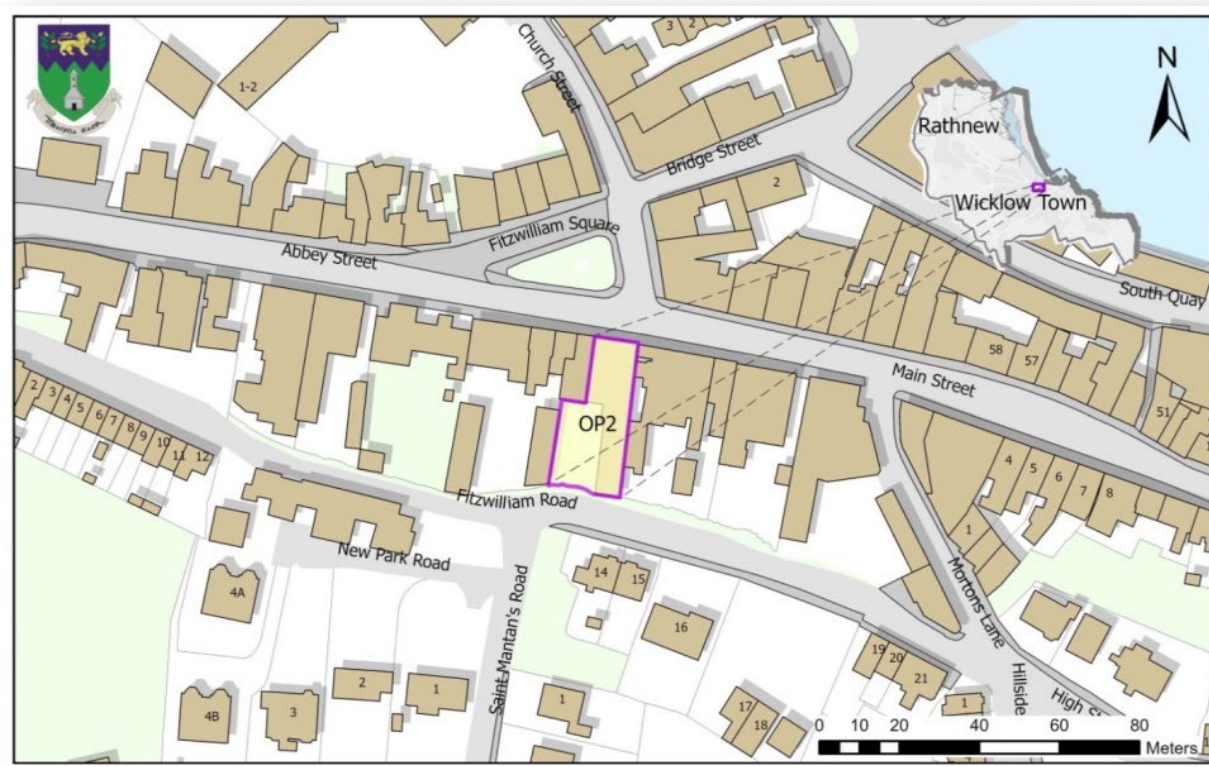 3 2
1-2
Church Street
N
Rathnew
Bridge Street
2
Wicklow Town
Fitzwilliam Square
Abbey Street
South Quay
58 57
Main Street
51
OP2
2 3 4 5 6 7 8 9 10 11 12
4 5 6 7 8
1
Fitzwilliam Road
New Park Road
14 15
4A
16
Mortons Lane
Saint Mantan's Road
19 20 21
Hillside
High S
1
2 1
1
4B 3
17 18
0 10 20 40 60 80
Meters